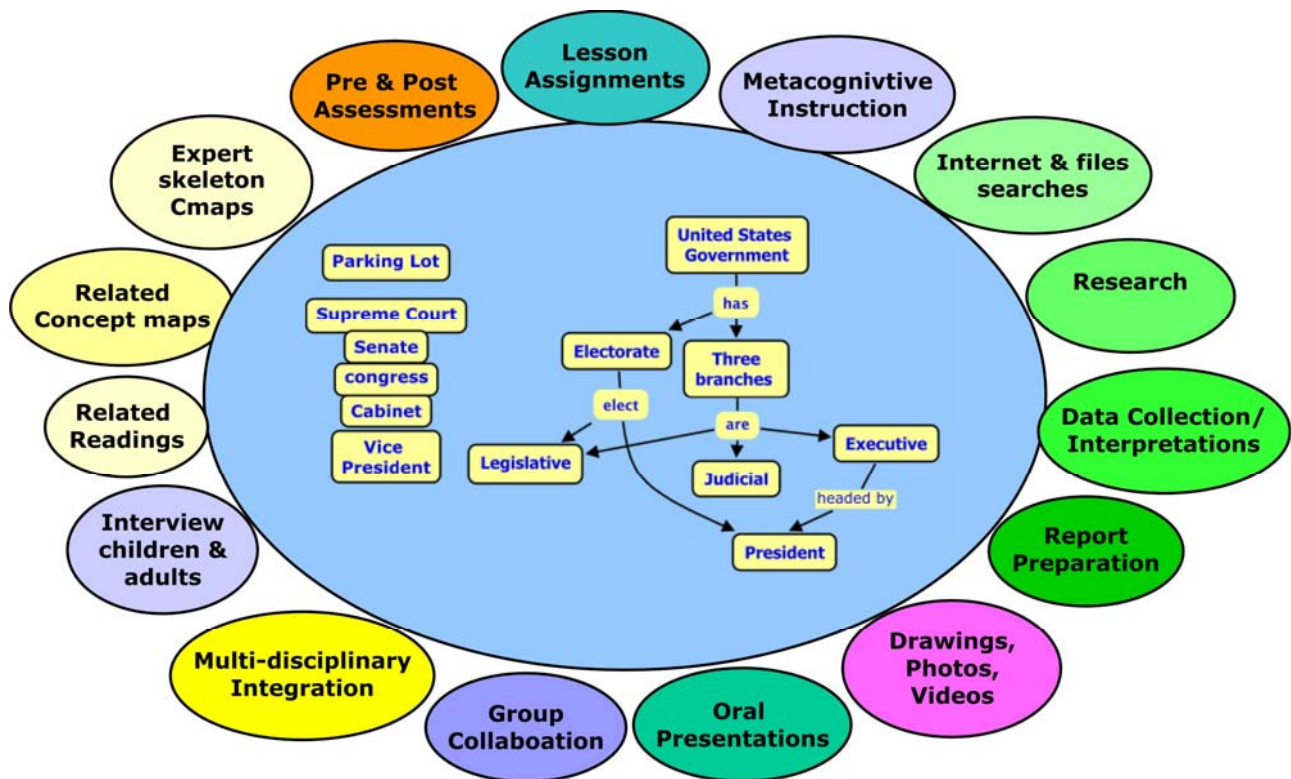 Lesson
Assignments
Pre & Post
Assessments
Metacognivtive
Instruction
Expert
skeleton
Cmaps
Internet & files
searches
Related
Concept maps
Research
Related
Readings
Data Collection/
Interpretations
Interview
children &
adults
Report
Preparation
Multi-disciplinary
Integration
Drawings,
Photos,
Videos
Group
Collaboation
Oral
Presentations
Parking Lot
Supreme Court
Senate
congress
Cabinet
Vice
President
United States
Government
has
Electorate
Three
branches
elect
are
Legislative
Judicial
Executive
headed by
President